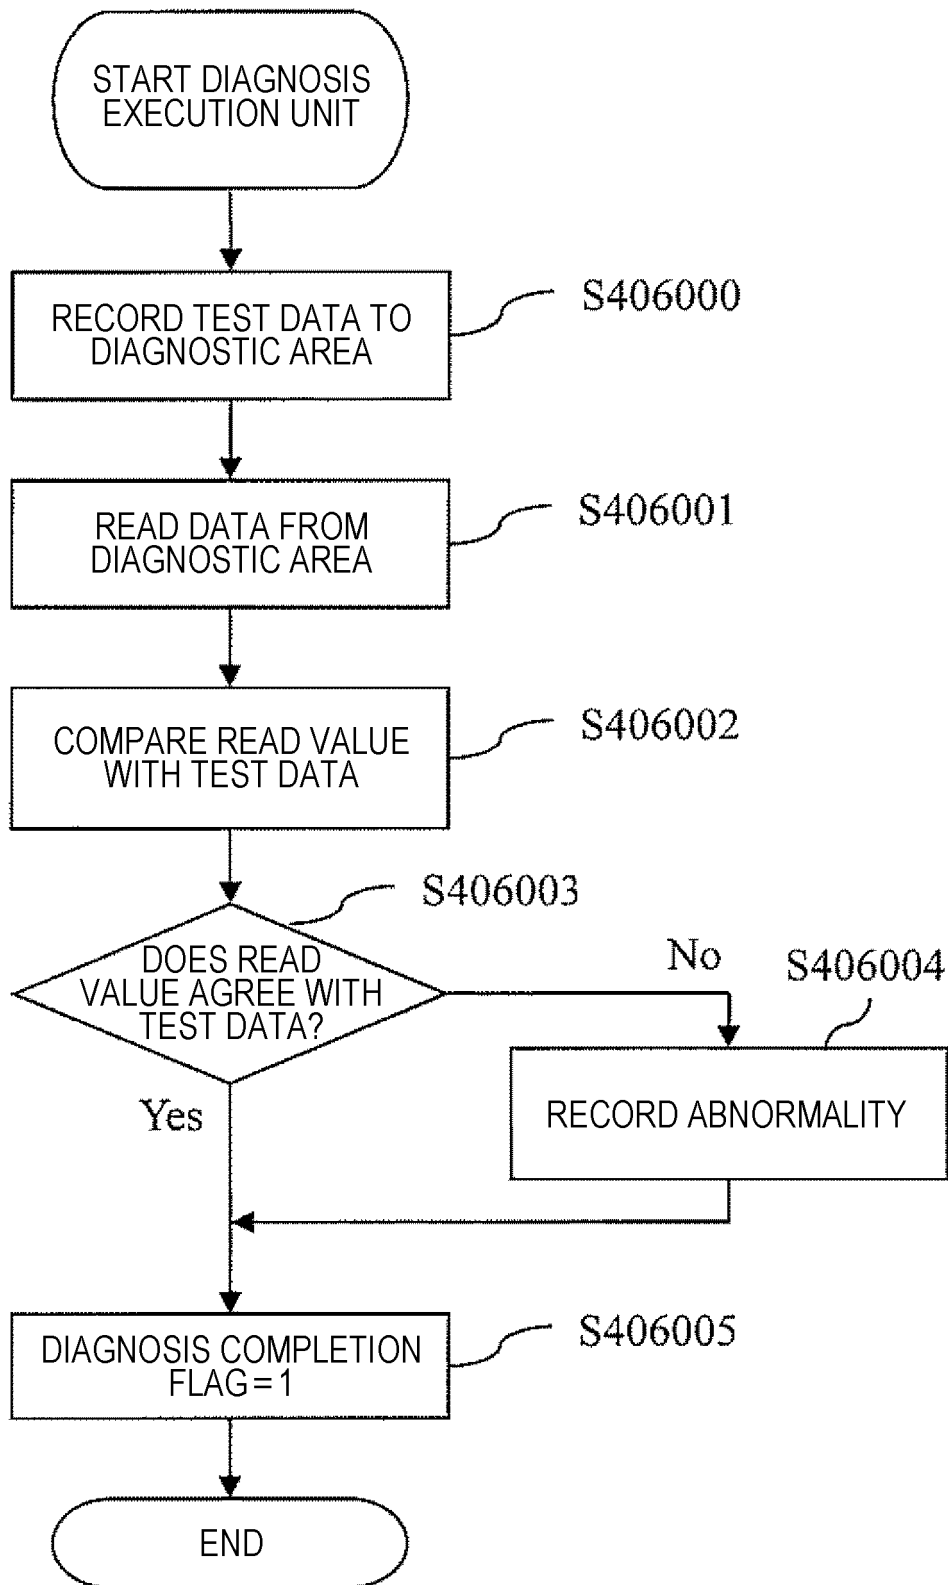 START DIAGNOSIS
EXECUTION UNIT
RECORD TEST DATA TO
DIAGNOSTIC AREA
S406000
READ DATA FROM
DIAGNOSTIC AREA
S406001
COMPARE READ VALUE
WITH TEST DATA
S406002
S406003
DOES READ
VALUE AGREE WITH
TEST DATA?
No
S406004
Yes
RECORD ABNORMALITY
DIAGNOSIS COMPLETION
FLAG=1
S406005
END